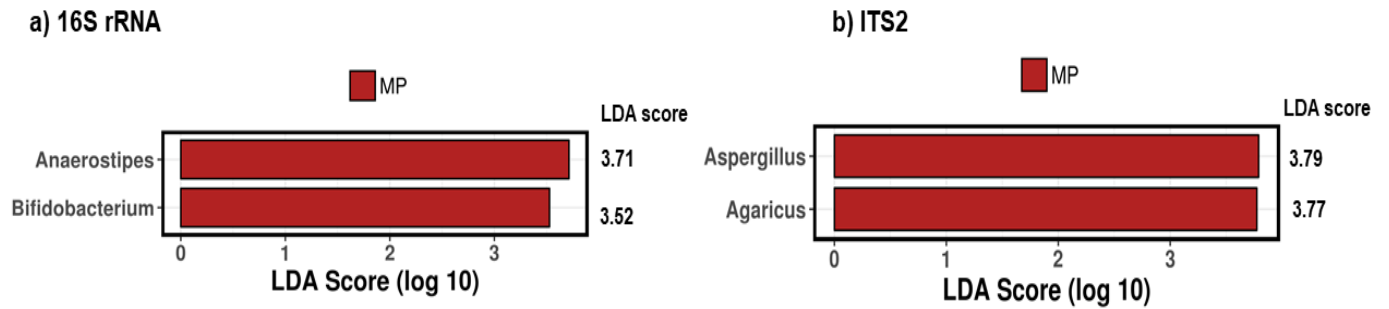 a) 16S rRNA
MP
LDA score
Anaerostipes
3.71
Bifidobacterium
3.52
0 1 2 3
LDA Score (log 10)
b) ITS2
MP
LDA score
Aspergillus
3.79
Agaricus
3.77
0 1 2 3
LDA Score (log 10)